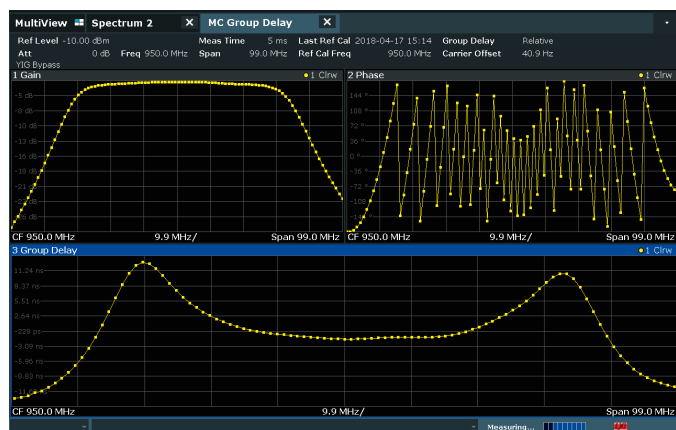 MultiView Spectrum 2 X MC Group Delay X
Ref Level -10.00 dBm Meas Time 5 ms Last Ref Cal 2018-04-17 15:14 Group Delay Relative
Att 0 dB Freq 950.0 MHz Span 99.0 MHz Ref Cal Freq 950.0 MHz Carrier Offset 40.9 Hz
YIG Bypass
1 Gain 1 Clrw
2 Phase 1 Clrw
-5 dB
-8 dB
-10 dB
-13 dB
-16 dB
-18 dB
-21 dB
144 °
108 °
72 °
36 °
0 °
-36 °
-72 °
-108
CF 950.0 MHz 9.9 MHz/ Span 99.0 MHz
CF 950.0 MHz 9.9 MHz/ Span 99.0 MHz
3 Group Delay 1 Clrw
11.24 ns
8.37 ns
5.51 ns
2.64 ns
-229 ps
-3.09 ns
-5.96 ns
-8.83 ns
CF 950.0 MHz 9.9 MHz/ Span 99.0 MHz
Measuring...